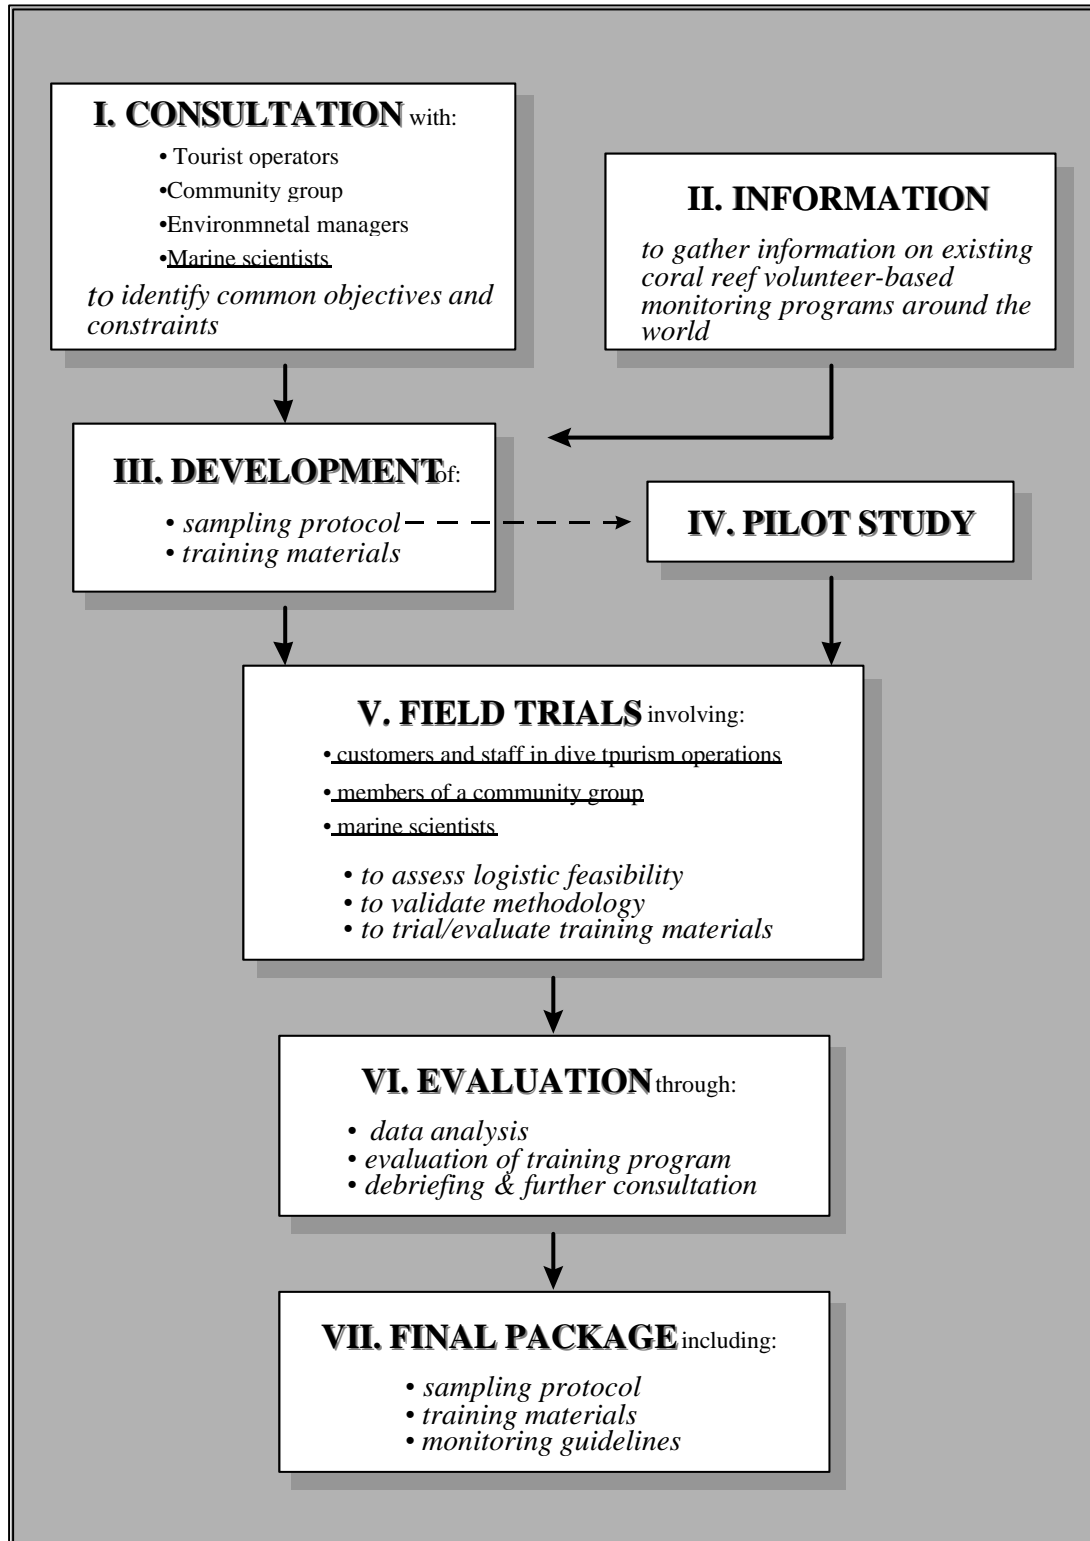 I. CONSULTATION with:
• Tourist operators
•Community group
•Environmnetal managers
•Marine scientists
to identify common objectives and
constraints
II. INFORMATION
to gather information on existing
coral reef volunteer-based
monitoring programs around the
world
III. DEVELOPMENT of:
• sampling protocol
• training materials
IV. PILOT STUDY
V. FIELD TRIALS involving:
• customers and staff in dive tpurism operations
• members of a community group
• marine scientists
• to assess logistic feasibility
• to validate methodology
• to trial/evaluate training materials
VI. EVALUATION through:
• data analysis
• evaluation of training program
• debriefing & further consultation
VII. FINAL PACKAGE including:
• sampling protocol
• training materials
• monitoring guidelines